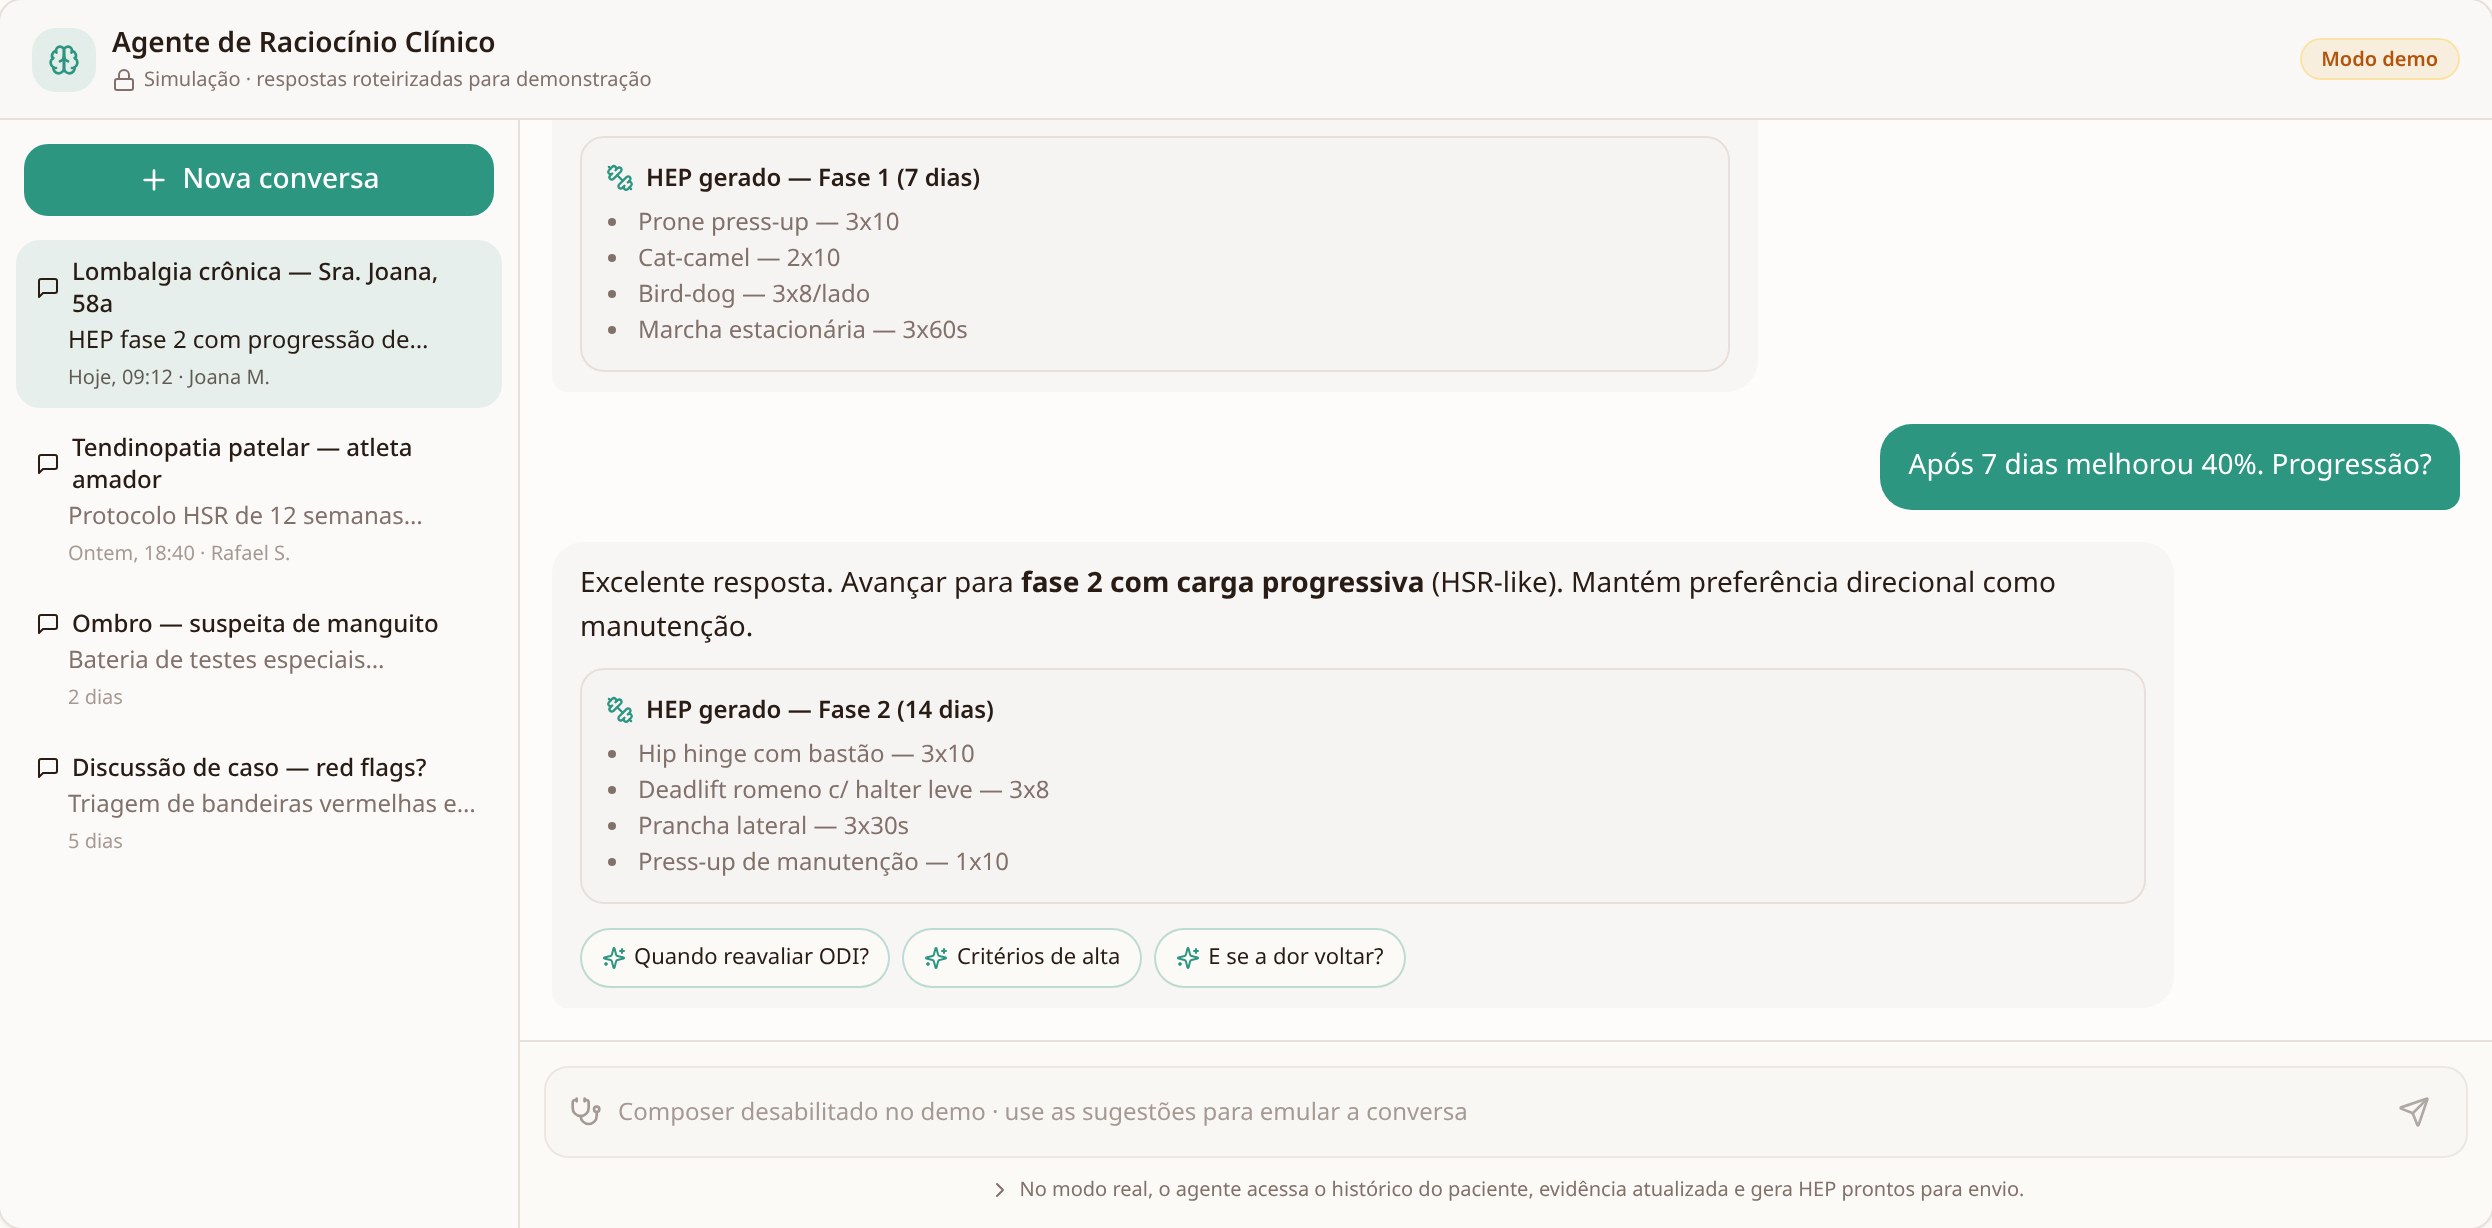 Agente de Raciocínio Clínico
Simulação · respostas roteirizadas para demonstração
Modo demo
Nova conversa
Lombalgia crônica — Sra. Joana,
58a
HEP fase 2 com progressão de...
Hoje, 09:12 · Joana M.
Tendinopatia patelar — atleta
amador
Protocolo HSR de 12 semanas...
Ontem, 18:40 · Rafael S.
Ombro — suspeita de manguito
Bateria de testes especiais...
2 dias
Discussão de caso — red flags?
Triagem de bandeiras vermelhas e...
5 dias
HEP gerado — Fase 1 (7 dias)
• Prone press-up — 3x10
• Cat-camel — 2x10
• Bird-dog — 3x8/lado
• Marcha estacionária — 3x60s
Após 7 dias melhorou 40%. Progressão?
Excelente resposta. Avançar para fase 2 com carga progressiva (HSR-like). Mantém preferência direcional como
manutenção.
HEP gerado — Fase 2 (14 dias)
• Hip hinge com bastão — 3x10
• Deadlift romeno c/ halter leve — 3x8
• Prancha lateral — 3x30s
• Press-up de manutenção — 1x10
Quando reavaliar ODI?
Critérios de alta
E se a dor voltar?
Composer desabilitado no demo · use as sugestões para emular a conversa
No modo real, o agente acessa o histórico do paciente, evidência atualizada e gera HEP prontos para envio.